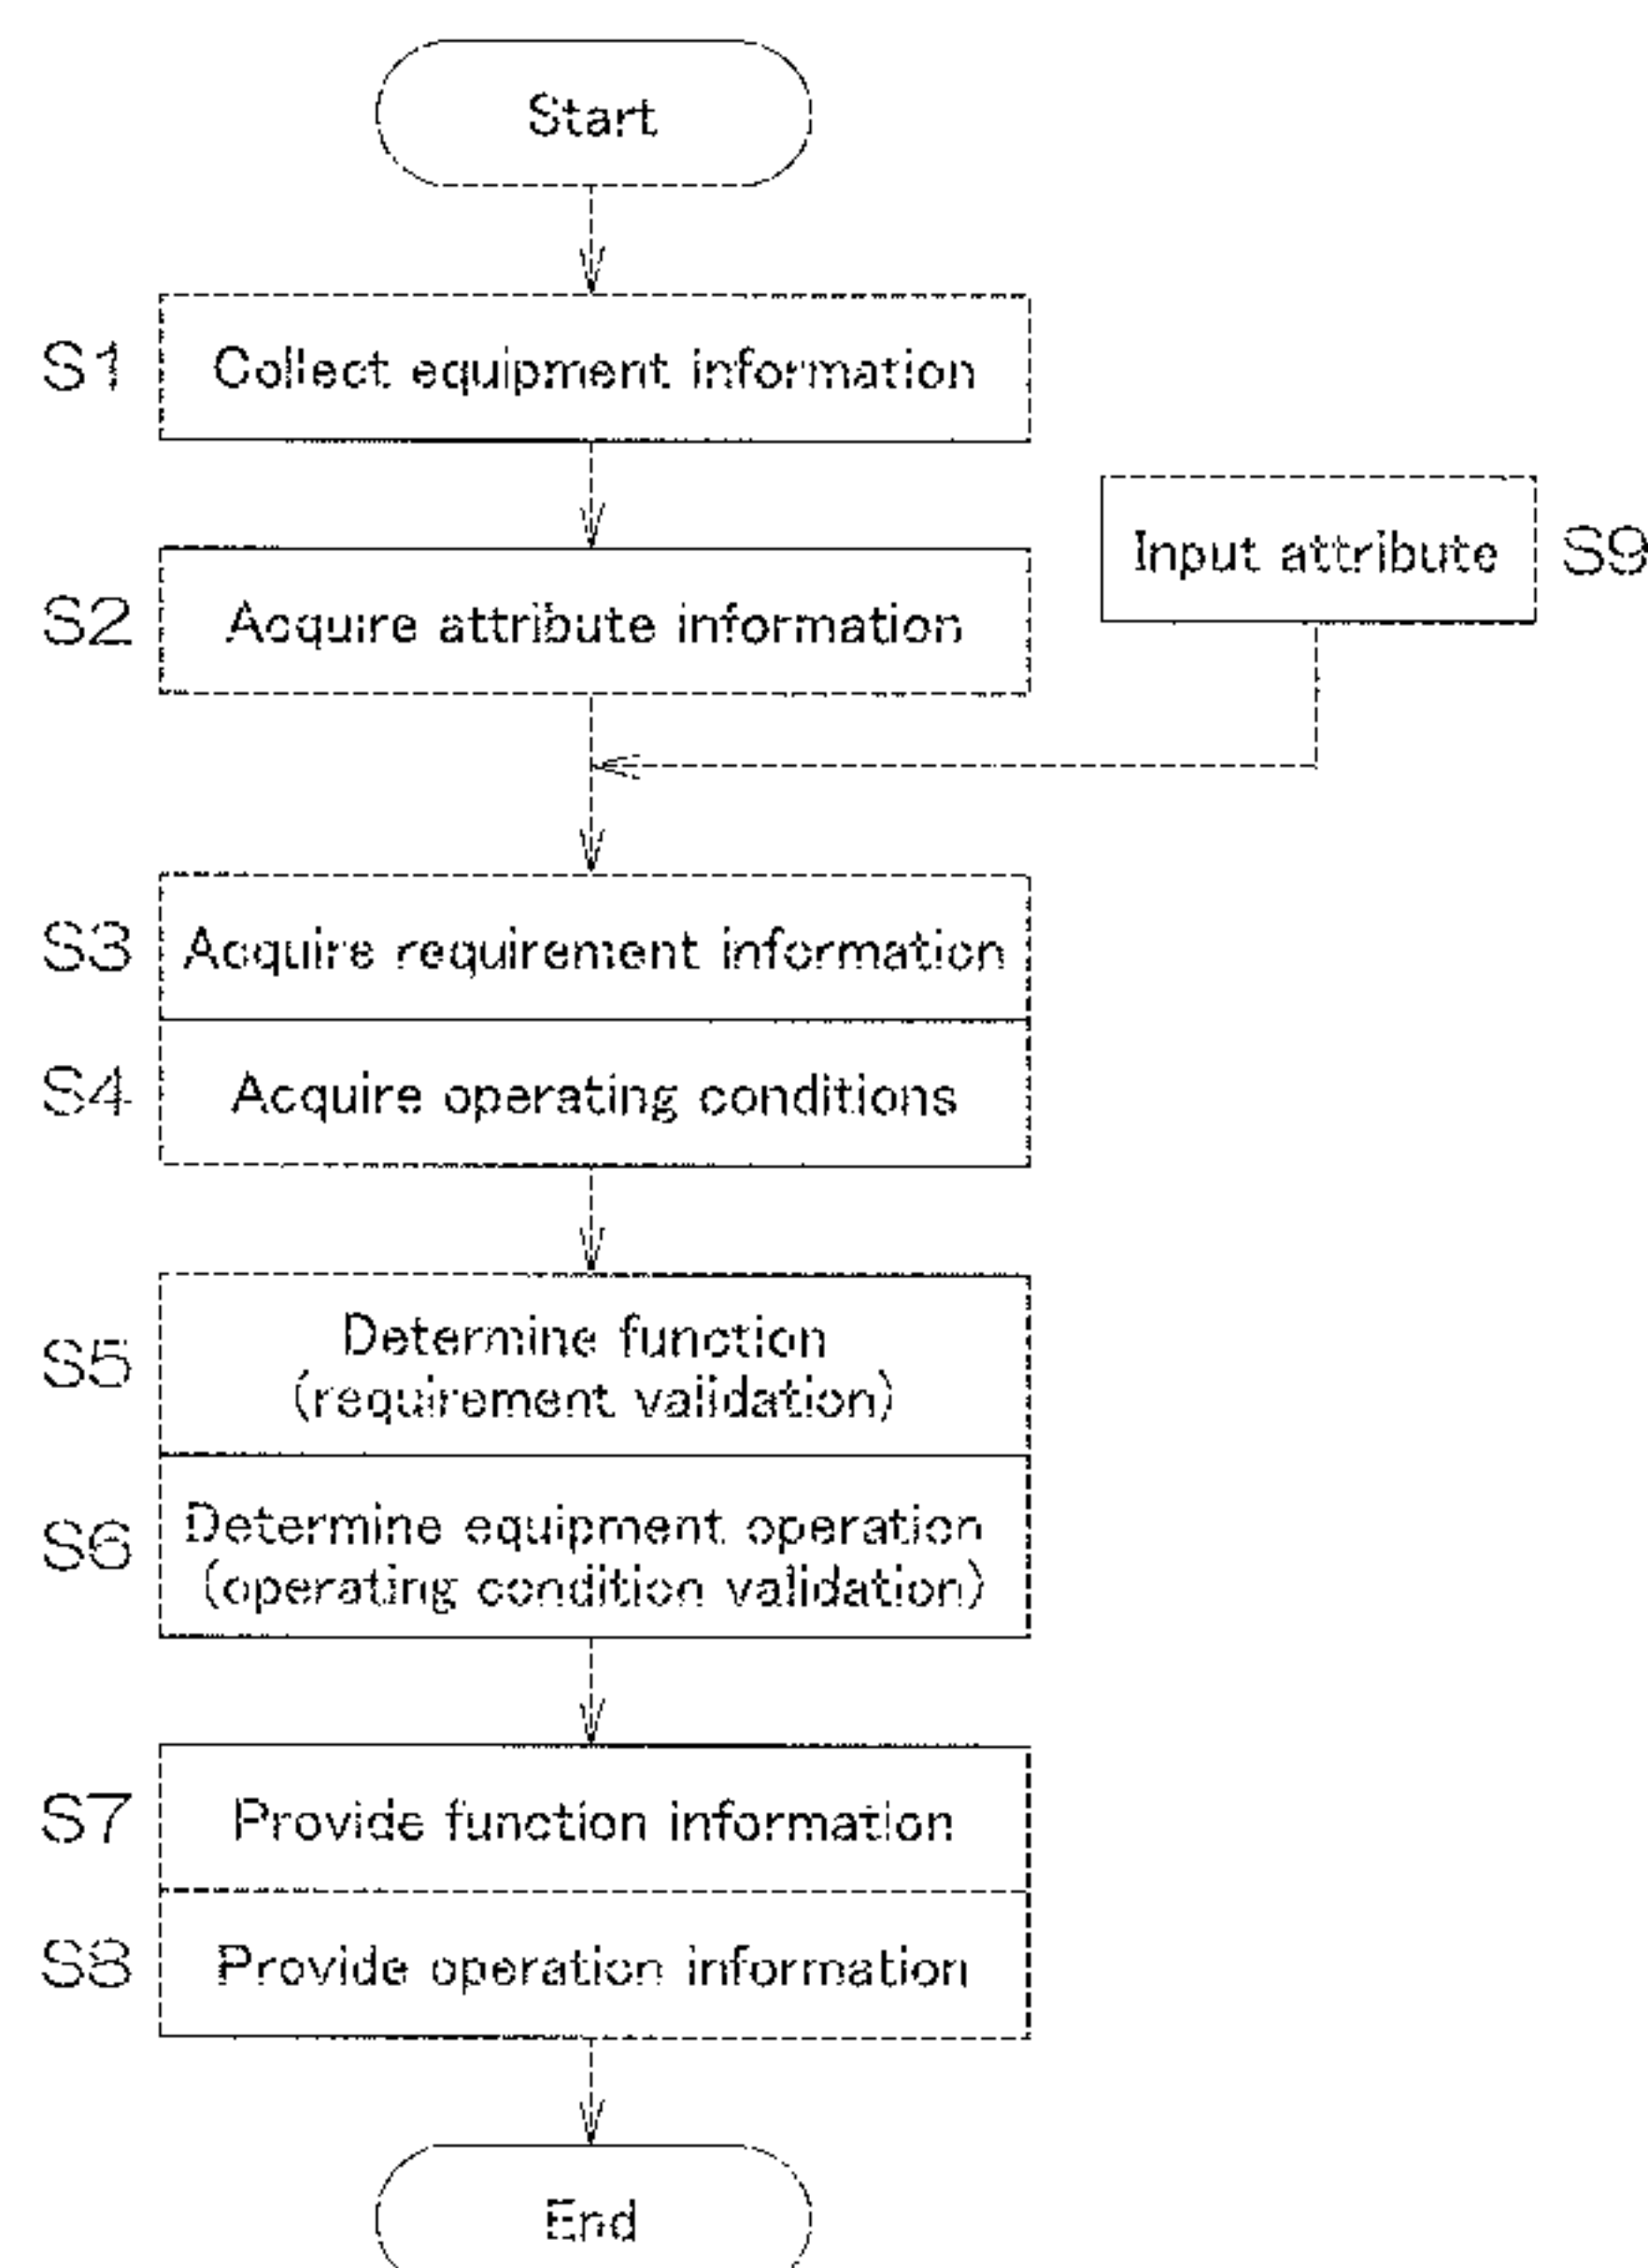 Start
S1 Collect equipment information
Input attribute S9
S2 Acquire attribute information
S3 Acquire requirement information
S4 Acquire operating conditions
S5 Determine function
(requirement validation)
S6 Determine equipment operation
(operating condition validation)
S7 Provide function information
S8 Provide operation information
End